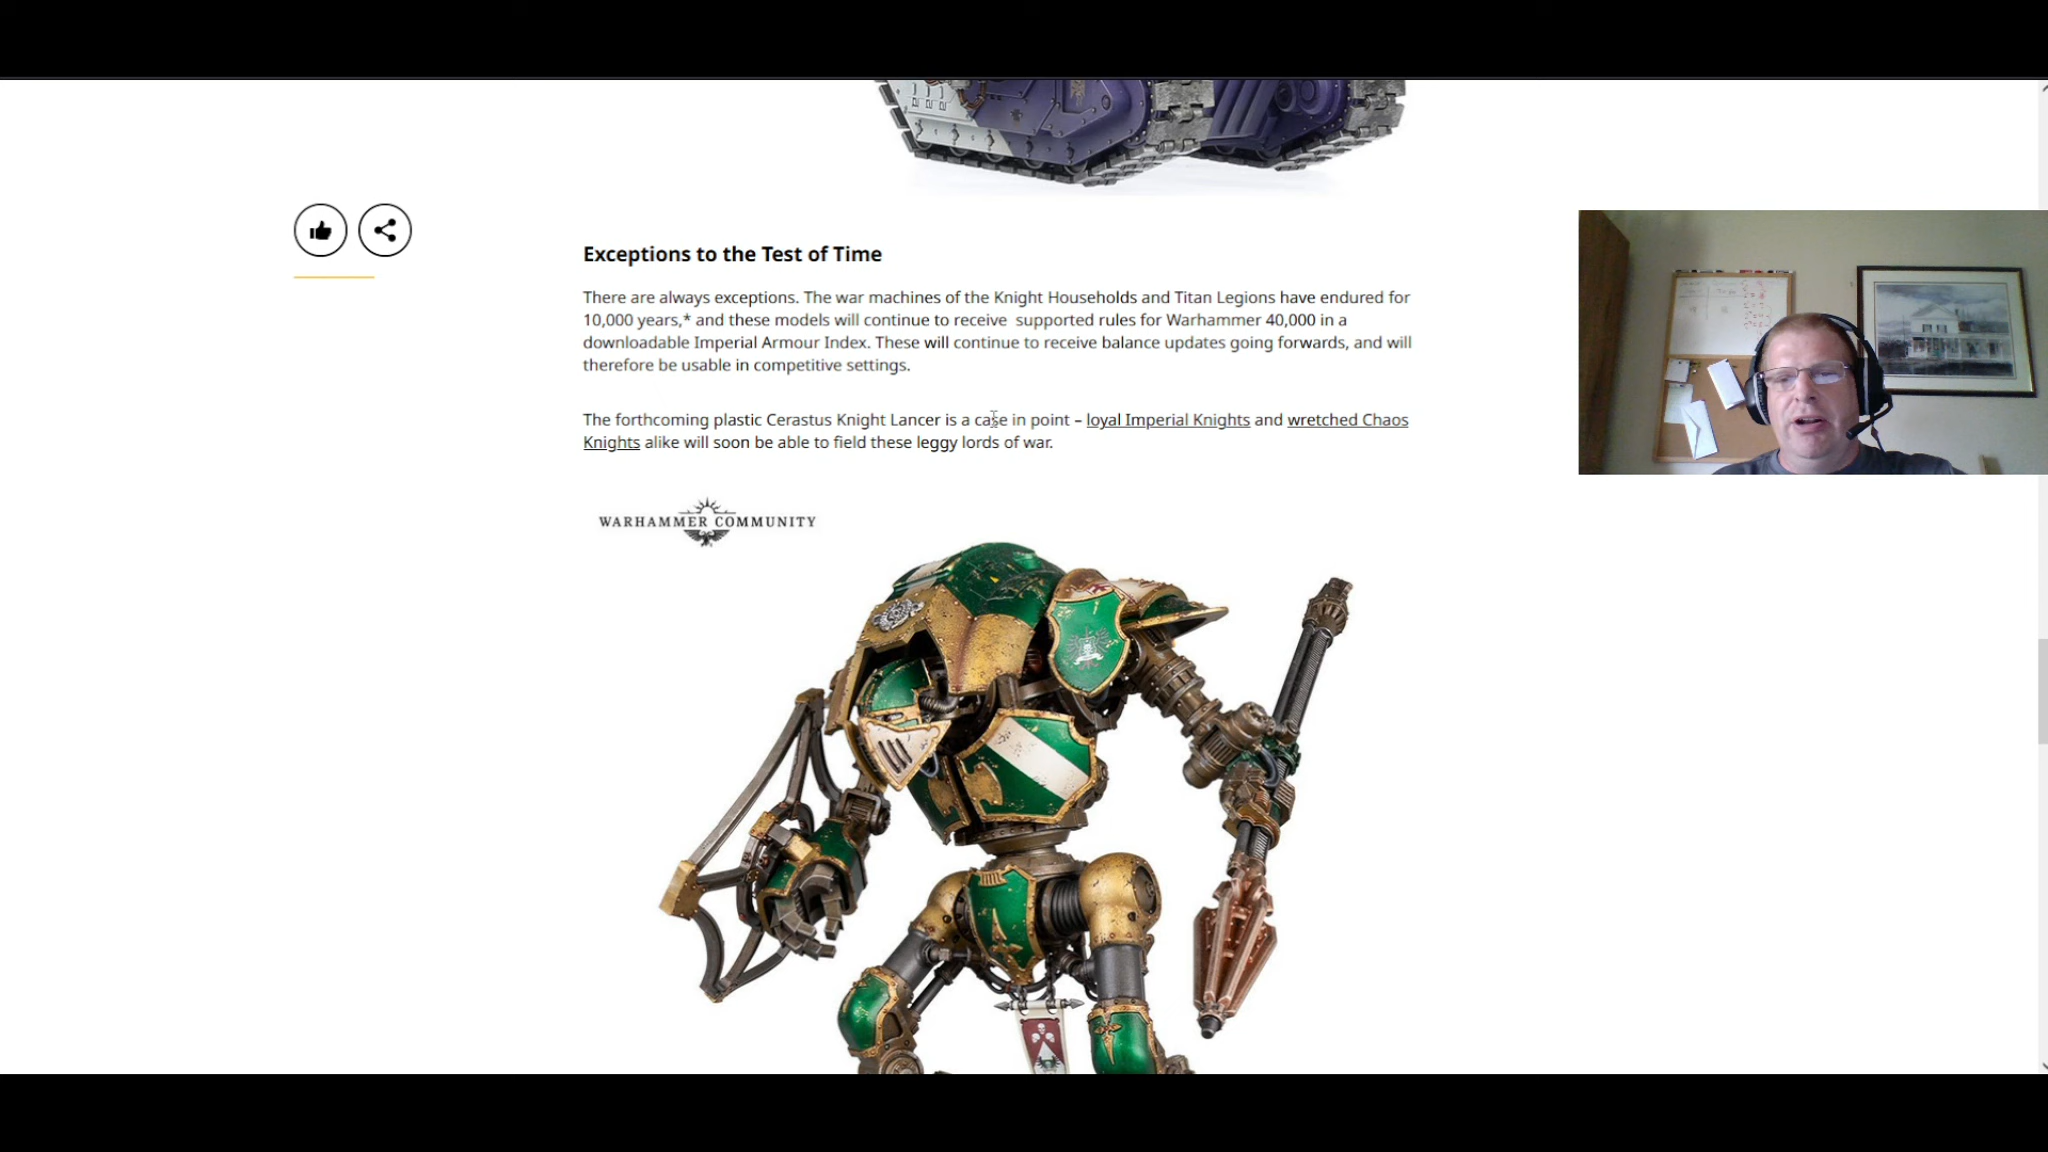 Exceptions to the Test of Time
There are always exceptions. The war machines of the Knight Households and Titan Legions have endured for
10,000 years,* and these models will continue to receive supported rules for Warhammer 40,000 in a
downloadable Imperial Armour Index. These will continue to receive balance updates going forwards, and will
therefore be usable in competitive settings.
The forthcoming plastic Cerastus Knight Lancer is a case in point – loyal Imperial Knights and wretched Chaos
Knights alike will soon be able to field these leggy lords of war.
WARHAMMER COMMUNITY